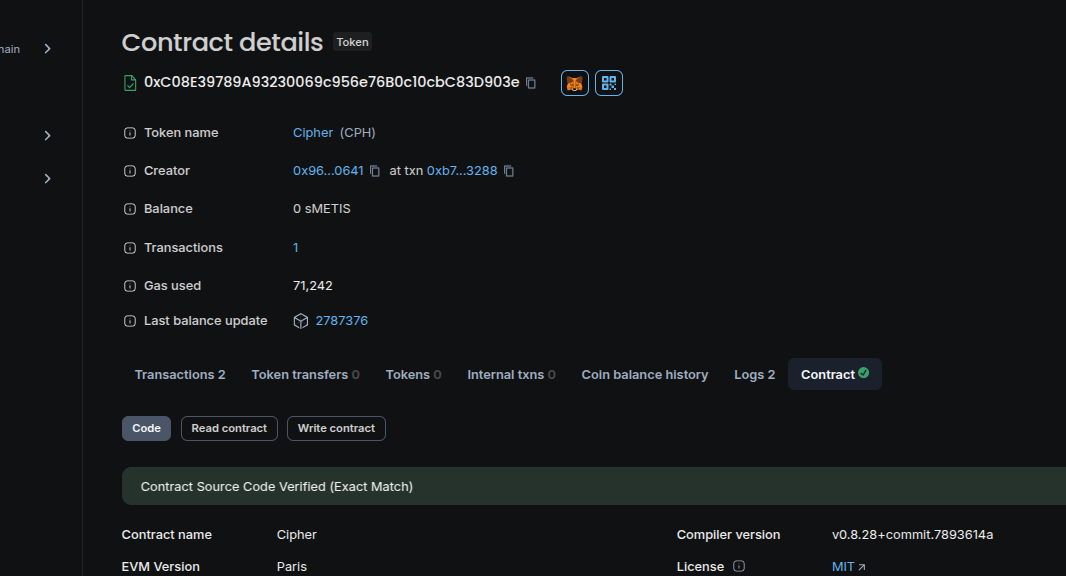 Contract details Token
hain
0xC08E39789A93230069c956e76B0c10cbC83D903e
Token name Cipher (CPH)
Creator 0x96...0641 at txn 0xb7...3288
Balance 0 sMETIS
Transactions 1
Gas used 71,242
Last balance update 2787376
Transactions 2 Token transfers 0 Tokens 0 Internal txns 0 Coin balance history Logs 2 Contract
Code Read contract Write contract
Contract Source Code Verified (Exact Match)
Contract name Cipher Compiler version v0.8.28+commit.7893614a
EVM Version Paris License MIT